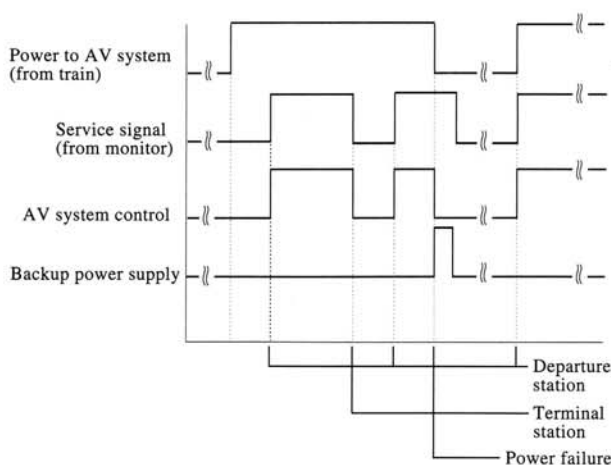 Power to AV system
(from train)
Service signal
(from monitor)
AV system control
Backup power supply
Departure
station
Terminal
station
Power failure